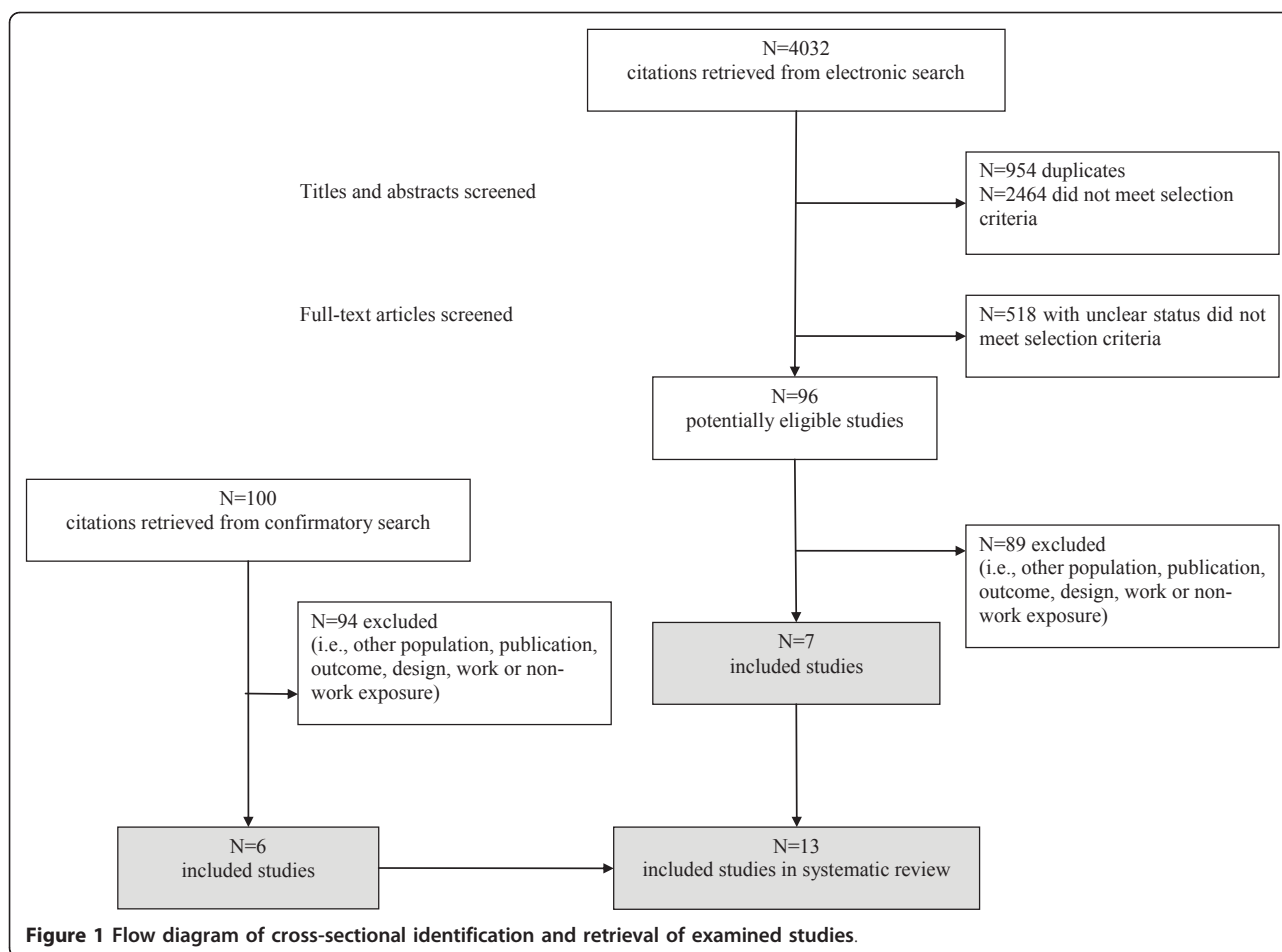 N=4032
citations retrieved from electronic search
Titles and abstracts screened
N=954 duplicates
N=2464 did not meet selection
criteria
Full-text articles screened
N=518 with unclear status did not
meet selection criteria
N=96
potentially eligible studies
N=100
citations retrieved from confirmatory search
N=89 excluded
(i.e., other population, publication,
outcome, design, work or non-
work exposure)
N=94 excluded
(i.e., other population, publication,
outcome, design, work or non-
work exposure)
N=7
included studies
N=6
included studies
N=13
included studies in systematic review
Figure 1 Flow diagram of cross-sectional identification and retrieval of examined studies.